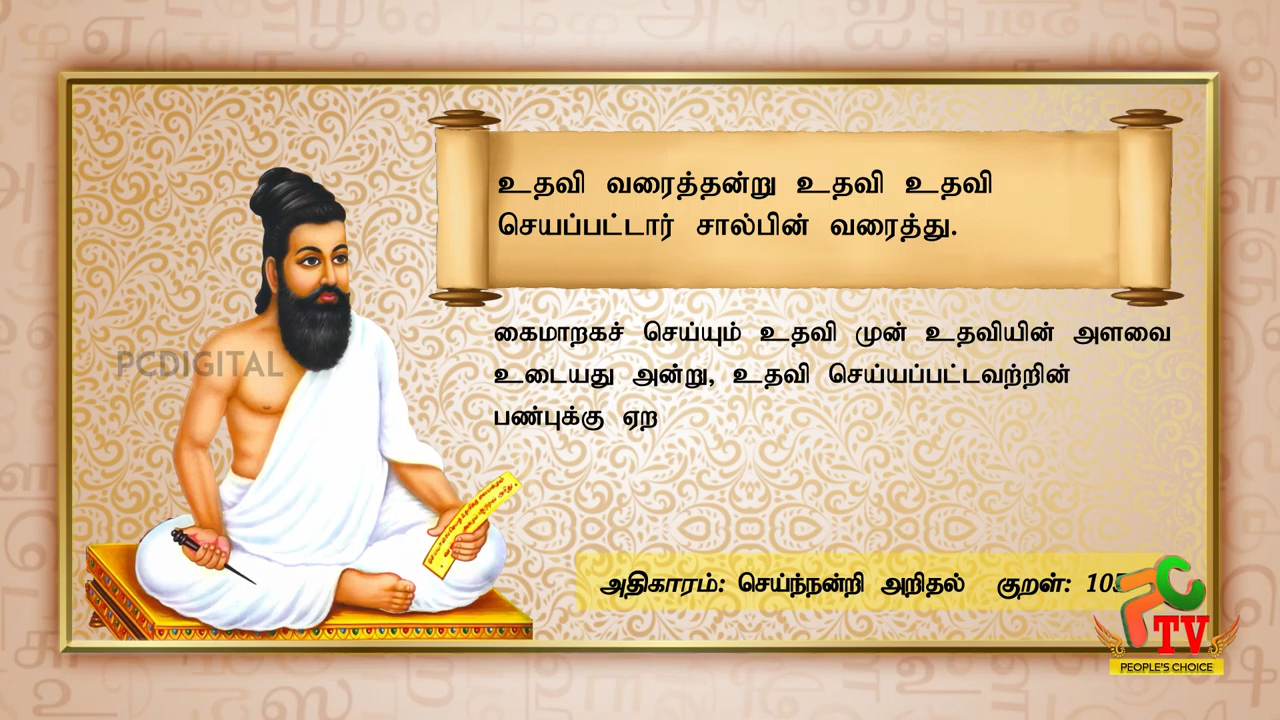 உதவி வரைத்தன்று உதவி உதவி
செயப்பட்டார் சால்பின் வரைத்து.
கைமாறகச் செய்யும் உதவி முன் உதவியின் அளவை
உடையது அன்று, உதவி செய்யப்பட்டவற்றின்
பண்புக்கு ஏற
PCDIGITAL
அதிகாரம்: செய்ந்நன்றி அறிதல் குறள்: 105
TV
PEOPLE'S CHOICE